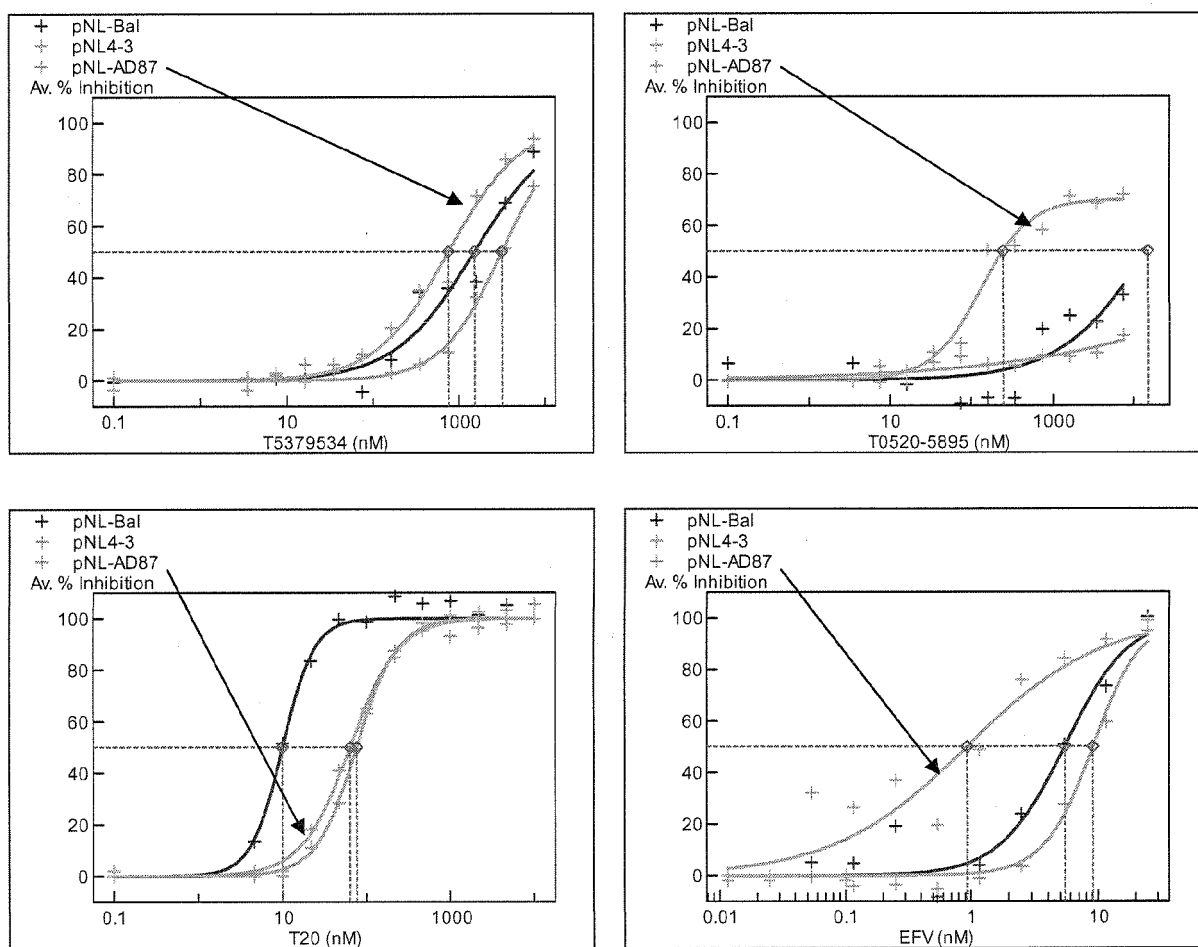 pNL-Bal
pNL4-3
pNL-AD87
Av. % Inhibition
100
80
60
40
20
0
0.1
10
1000
T5379534 (nM)
pNL-Bal
pNL4-3
pNL-AD87
Av. % Inhibition
100
80
60
40
20
0
0.1
10
1000
T0520-5895 (nM)
pNL-Bal
pNL4-3
pNL-AD87
Av. % Inhibition
100
80
60
40
20
0
0.1
10
1000
T20 (nM)
pNL-Bal
pNL4-3
pNL-AD87
Av. % Inhibition
100
80
60
40
20
0
0.01
0.1
1
10
EFV (nM)